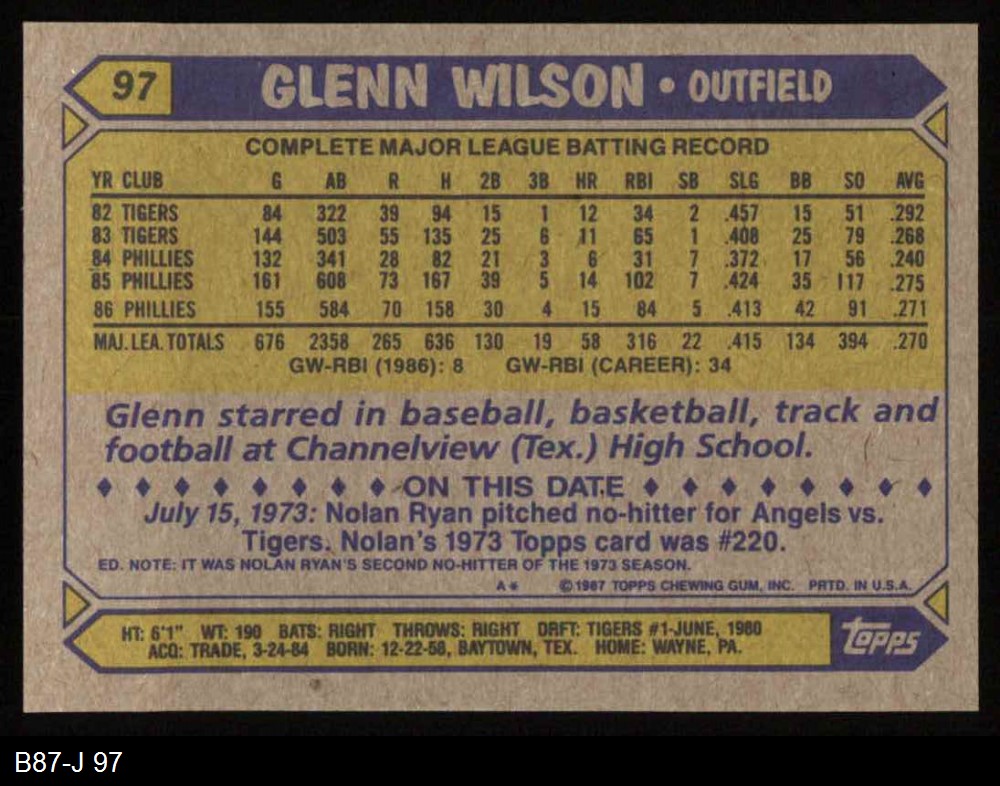 97 GLENN WILSON • OUTFIELD
COMPLETE MAJOR LEAGUE BATTING RECORD
YR CLUB G AB R H 2B 3B HR RBI SB SLG BB SO AVG
82 TIGERS 84 322 39 94 15 1 12 34 2 .457 15 51 .292
83 TIGERS 144 503 55 135 25 6 11 65 1 .408 25 79 .268
84 PHILLIES 132 341 28 82 21 3 6 31 7 .372 17 56 .240
85 PHILLIES 161 608 73 167 39 5 14 102 7 .424 35 117 .275
86 PHILLIES 155 584 70 158 30 4 15 84 5 .413 42 91 .271
MAJ. LEA. TOTALS 676 2358 265 636 130 19 58 316 22 .415 134 394 .270
GW-RBI (1986): 8 GW-RBI (CAREER): 34
Glenn starred in baseball, basketball, track and
football at Channelview (Tex.) High School.
♦ ♦ ♦ ♦ ♦ ♦ ♦ ♦ ON THIS DATE ♦ ♦ ♦ ♦ ♦ ♦ ♦ ♦
July 15, 1973: Nolan Ryan pitched no-hitter for Angels vs.
Tigers. Nolan's 1973 Topps card was #220.
ED. NOTE: IT WAS NOLAN RYAN'S SECOND NO-HITTER OF THE 1973 SEASON.
A* © 1987 TOPPS CHEWING GUM, INC. PRTD. IN U.S.A.
HT: 6'1" WT: 190 BATS: RIGHT THROWS: RIGHT DRFT: TIGERS #1-JUNE, 1980
ACQ: TRADE, 3-24-84 BORN: 12-22-58, BAYTOWN, TEX. HOME: WAYNE, PA.
Topps
B87-J 97